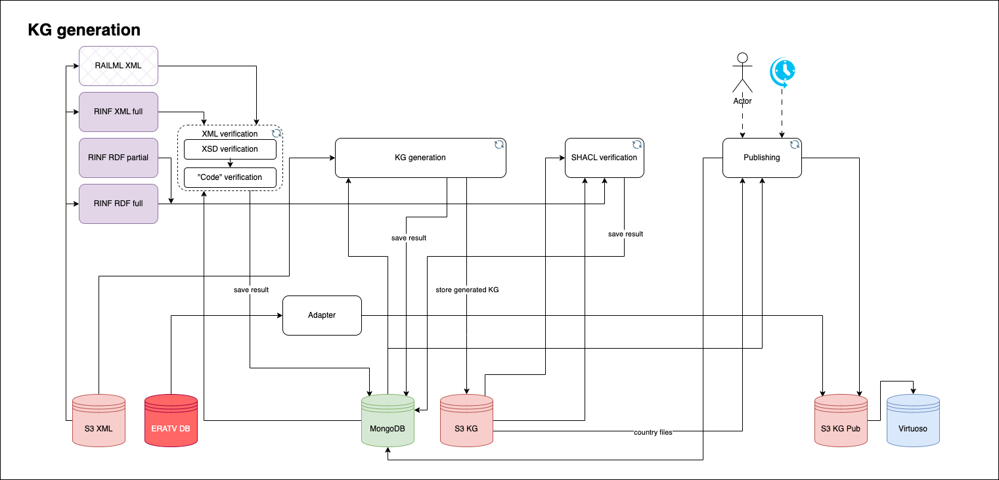 KG generation
RAILML XML
RINF XML full
RINF RDF partial
RINF RDF full
XML verification
XSD verification
"Code" verification
KG generation
SHACL verification
Actor
Publishing
save result
save result
save result
store generated KG
Adapter
S3 XML
ERATV DB
MongoDB
S3 KG
country files
S3 KG Pub
Virtuoso